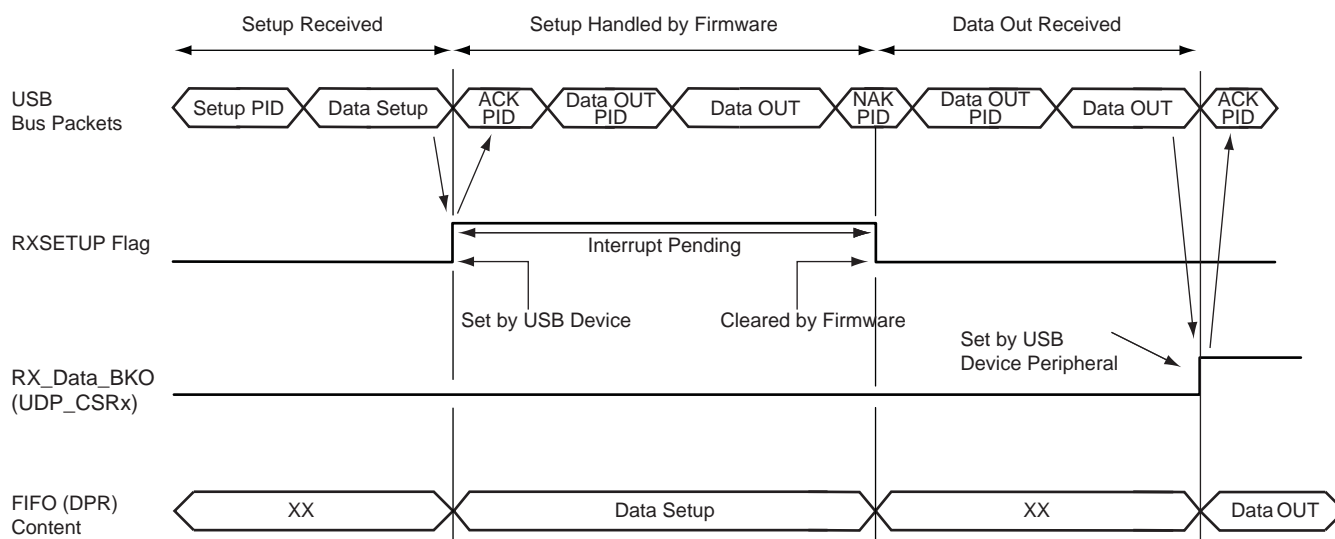 Setup Received
Setup Handled by Firmware
Data Out Received
USB
Bus Packets
Setup PID
Data Setup
ACK
PID
Data OUT
PID
Data OUT
NAK
PID
Data OUT
PID
Data OUT
ACK
PID
RXSETUP Flag
Interrupt Pending
Set by USB Device
Cleared by Firmware
Set by USB
Device Peripheral
RX_Data_BKO
(UDP_CSRx)
FIFO (DPR)
Content
XX
Data Setup
XX
Data OUT